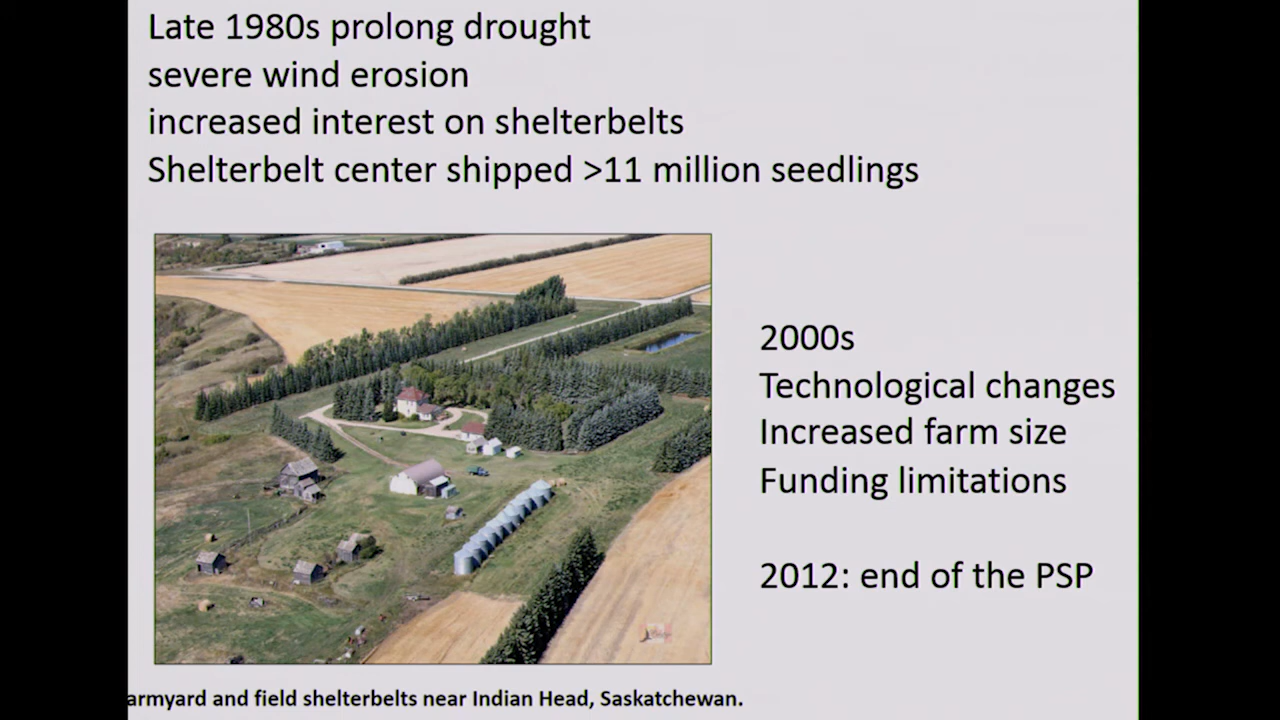 Late 1980s prolong drought
severe wind erosion
increased interest on shelterbelts
Shelterbelt center shipped >11 million seedlings
2000s
Technological changes
Increased farm size
Funding limitations
2012: end of the PSP
armyard and field shelterbelts near Indian Head, Saskatchewan.